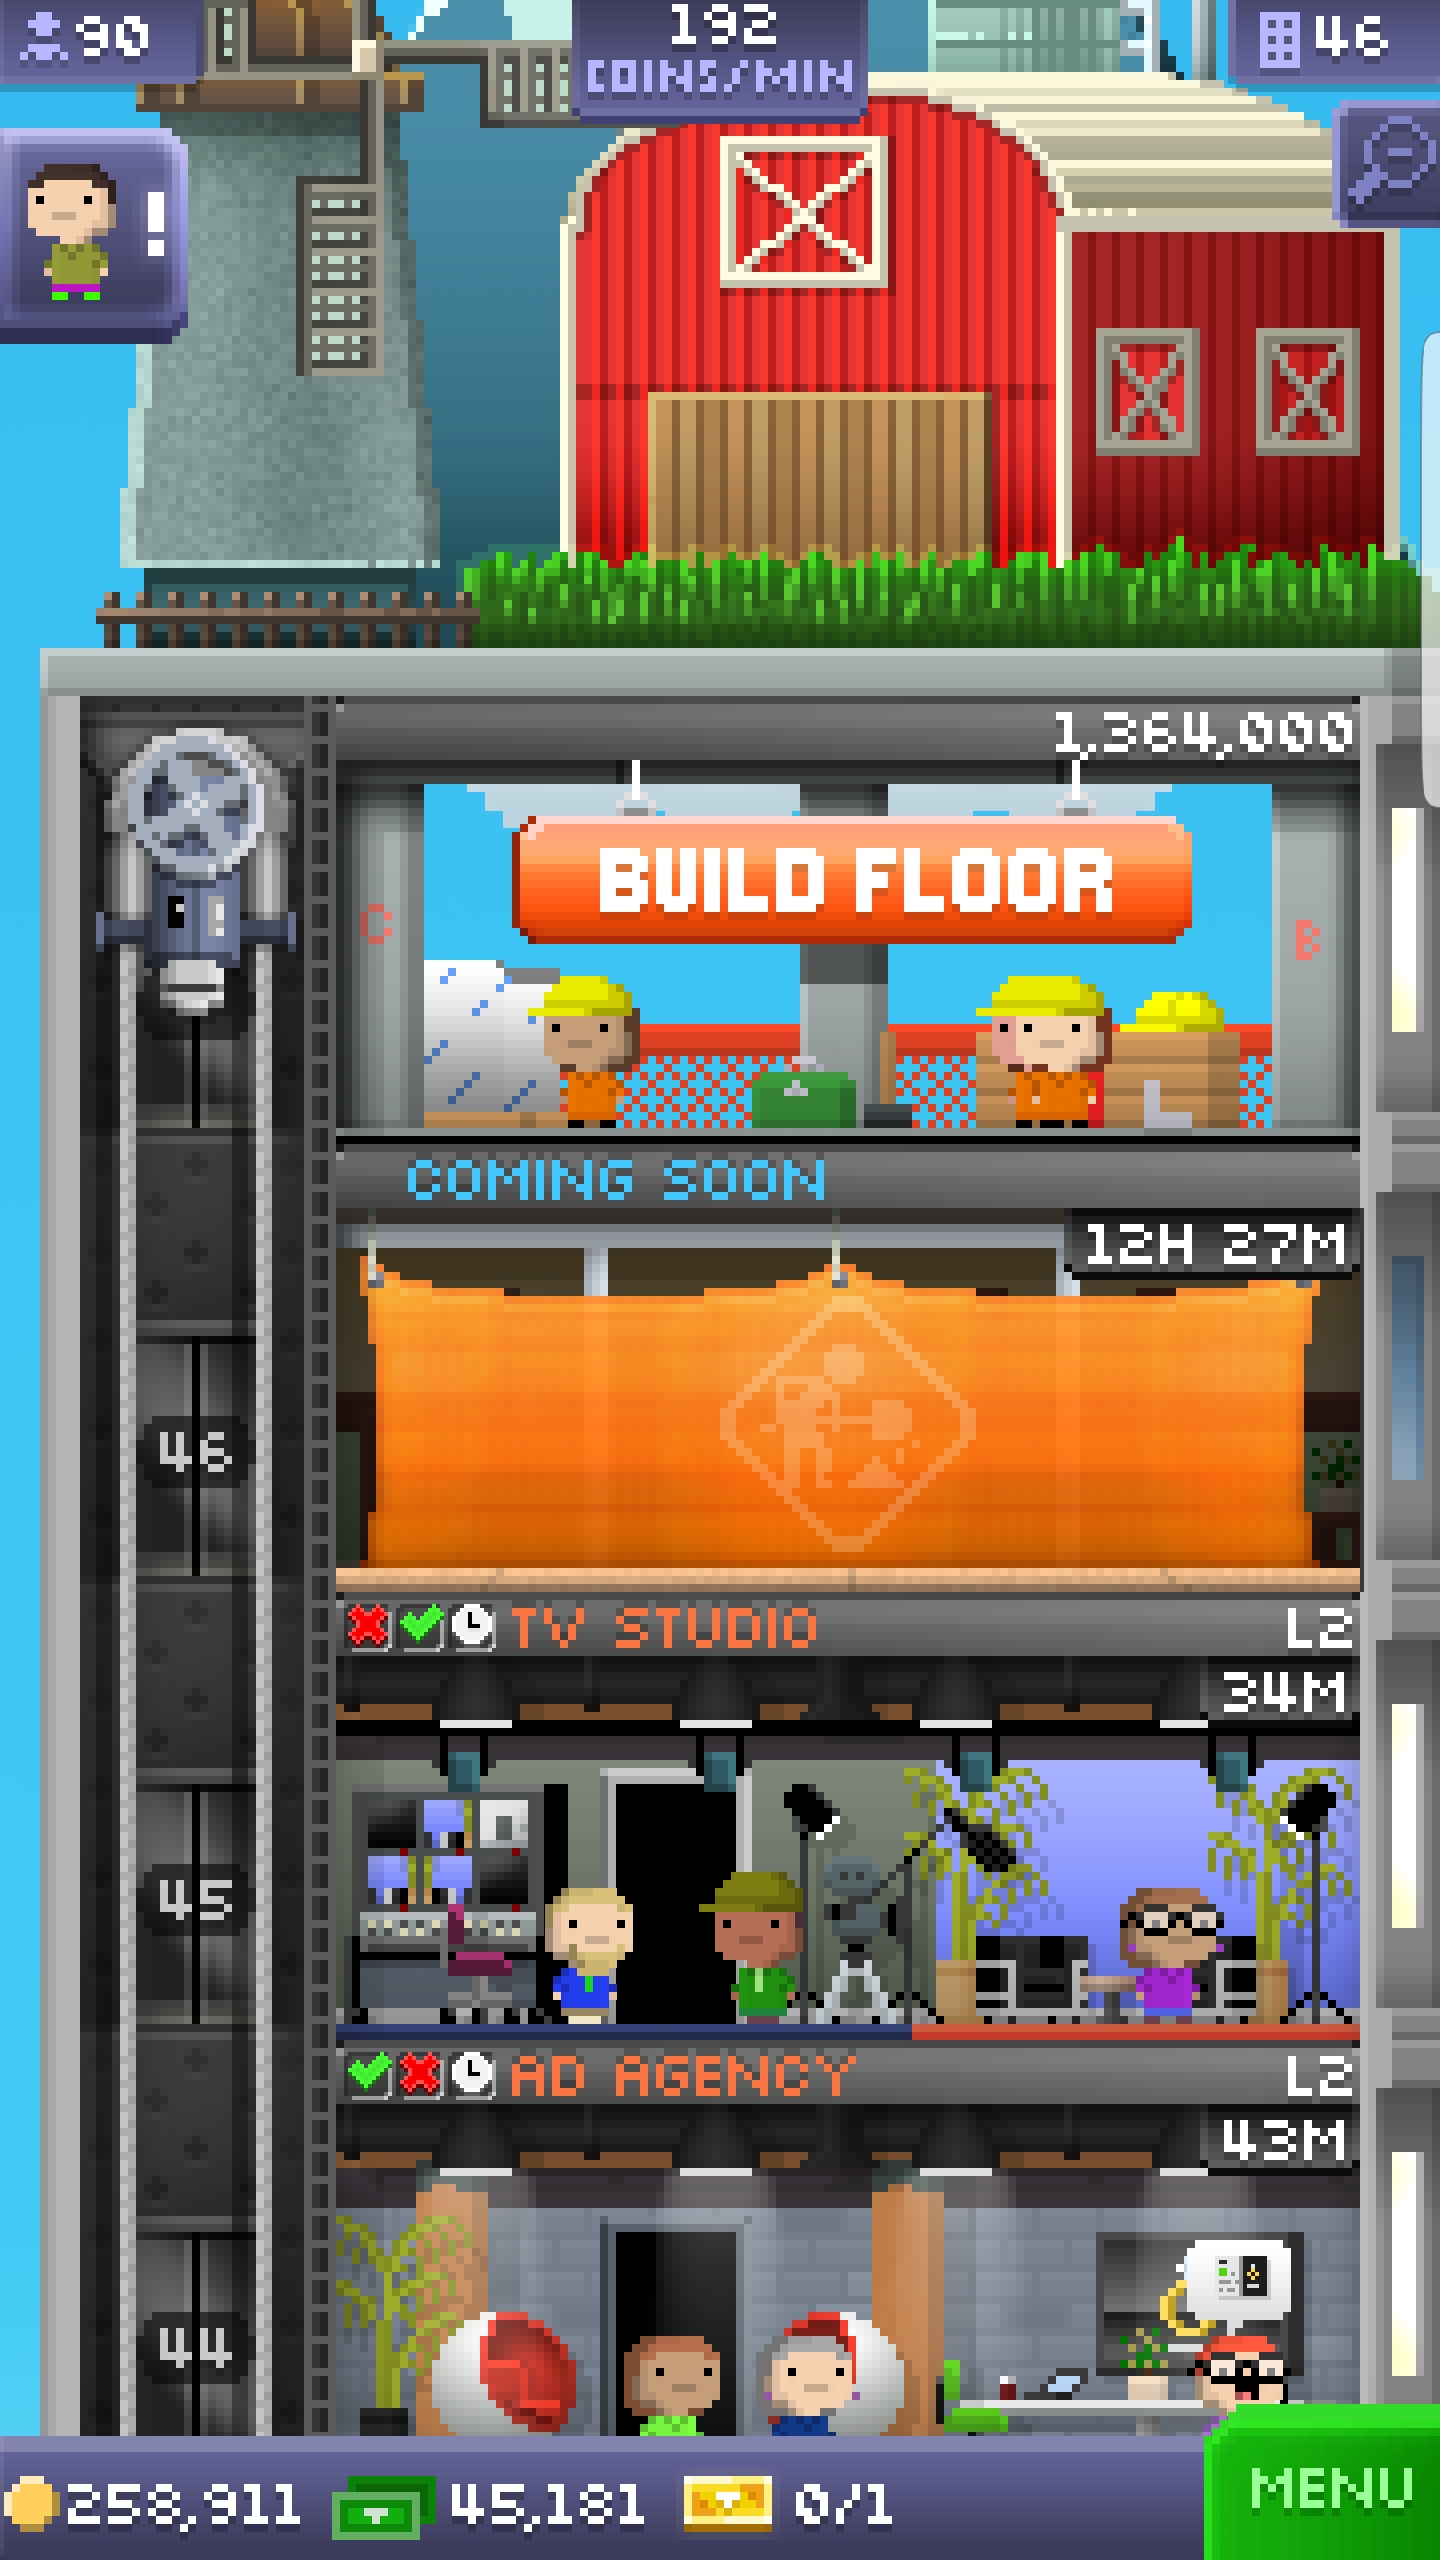 90
192
COINS/MIN
46
!
1,364,000
BUILD FLOOR
C
B
COMING SOON
12H 27M
46
TV STUDIO
L2
34M
45
AD AGENCY
L2
43M
44
258,911
45,181
0/1
MENU